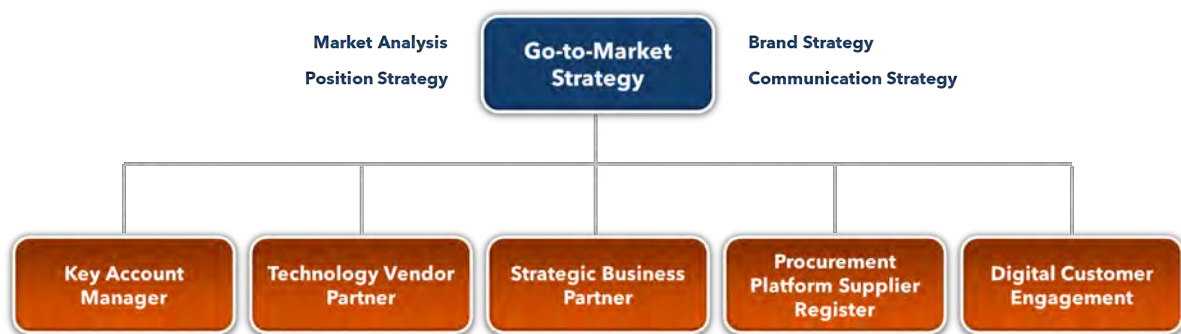 Market Analysis
Position Strategy
Go-to-Market
Strategy
Brand Strategy
Communication Strategy
Key Account
Manager
Technology Vendor
Partner
Strategic Business
Partner
Procurement
Platform Supplier
Register
Digital Customer
Engagement